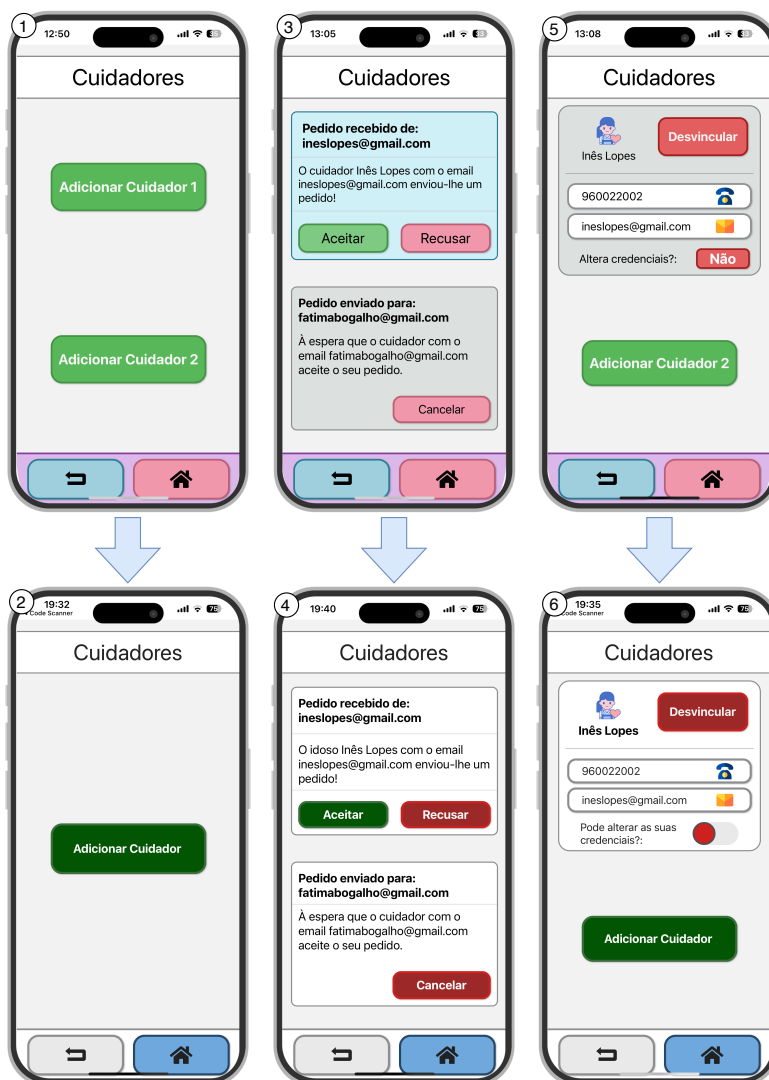 1
12:50
Cuidadores
Adicionar Cuidador 1
Adicionar Cuidador 2
3
13:05
Cuidadores
Pedido recebido de:
ineslopes@gmail.com
O cuidador Inês Lopes com o email
ineslopes@gmail.com enviou-lhe um
pedido!
Aceitar
Recusar
Pedido enviado para:
fatimabogalho@gmail.com
À espera que o cuidador com o
email fatimabogalho@gmail.com
aceite o seu pedido.
Cancelar
5
13:08
Cuidadores
Inês Lopes
Desvincular
960022002
ineslopes@gmail.com
Altera credenciais?:
Não
Adicionar Cuidador 2
2
19:32
Code Scanner
75
Cuidadores
Adicionar Cuidador
4
19:40
75
Cuidadores
Pedido recebido de:
ineslopes@gmail.com
O idoso Inês Lopes com o email
ineslopes@gmail.com enviou-lhe um
pedido!
Aceitar
Recusar
Pedido enviado para:
fatimabogalho@gmail.com
À espera que o cuidador com o
email fatimabogalho@gmail.com
aceite o seu pedido.
Cancelar
6
19:35
Code Scanner
75
Cuidadores
Inês Lopes
Desvincular
960022002
ineslopes@gmail.com
Pode alterar as suas
credenciais?:
Adicionar Cuidador